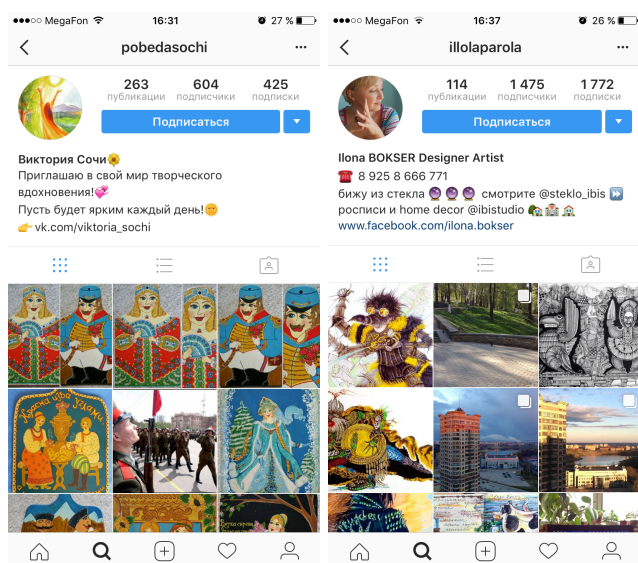 MegaFon 16:31 27 %
pobedasochi
263 604 425
публикации подписчики подписки
Подписаться
Виктория Сочи🌼
Приглашаю в свой мир творческого
вдохновения!💞
Пусть будет ярким каждый день!🌞
👉vk.com/viktoria_sochi
MegaFon 16:37 26 %
illolaparola
114 1 475 1 772
публикации подписчики подписки
Подписаться
Ilona BOKSER Designer Artist
☎️ 8 925 8 666 771
бижу из стекла 🔮🔮🔮 смотрите @steklo_ibis ⏩
росписи и home decor @ibistudio 🏡🏩🏠
www.facebook.com/ilona.bokser